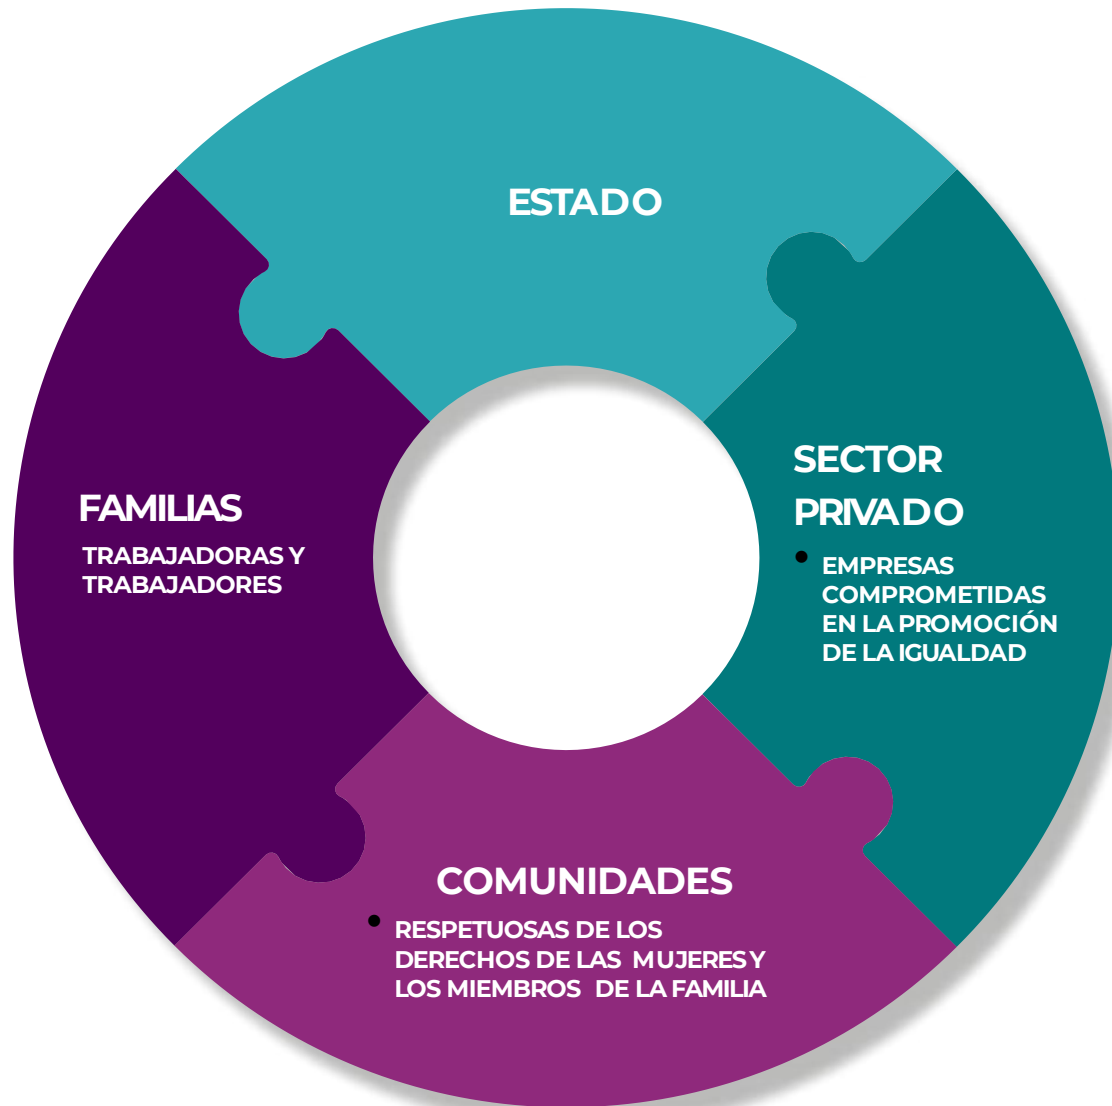 ESTADO
SECTOR
PRIVADO
• EMPRESAS
COMPROMETIDAS
EN LA PROMOCIÓN
DE LA IGUALDAD
FAMILIAS
TRABAJADORAS Y
TRABAJADORES
COMUNIDADES
• RESPETUOSAS DE LOS
DERECHOS DE LAS MUJERES Y
LOS MIEMBROS DE LA FAMILIA